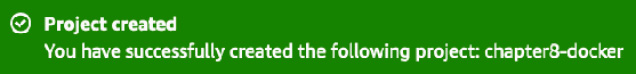 Project created
You have successfully created the following project: chapter8-docker